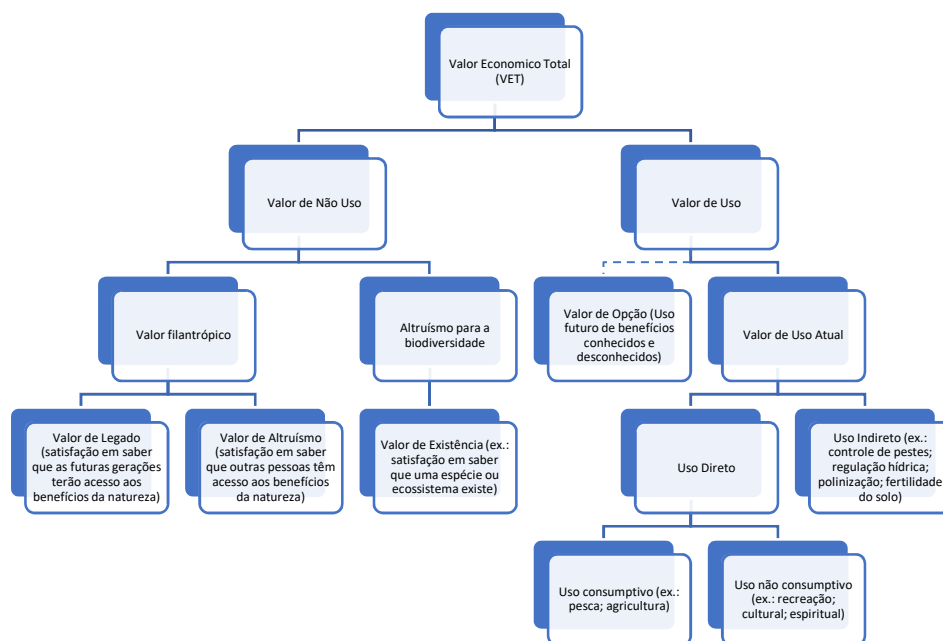 Valor Economico Total
(VET)
Valor de Não Uso
Valor de Uso
Valor filantrópico
Altruísmo para a
biodiversidade
Valor de Opção (Uso
futuro de benefícios
conhecidos e
desconhecidos)
Valor de Uso Atual
Valor de Legado
(satisfação em saber
que as futuras gerações
terão acesso aos
benefícios da natureza)
Valor de Altruísmo
(satisfação em saber
que outras pessoas têm
acesso aos benefícios
da natureza)
Valor de Existência (ex.:
satisfação em saber
que uma espécie ou
ecossistema existe)
Uso Direto
Uso Indireto (ex.:
controle de pestes;
regulação hídrica;
polinização; fertilidade
do solo)
Uso consumptivo (ex.:
pesca; agricultura)
Uso não consumptivo
(ex.: recreação;
cultural; espiritual)